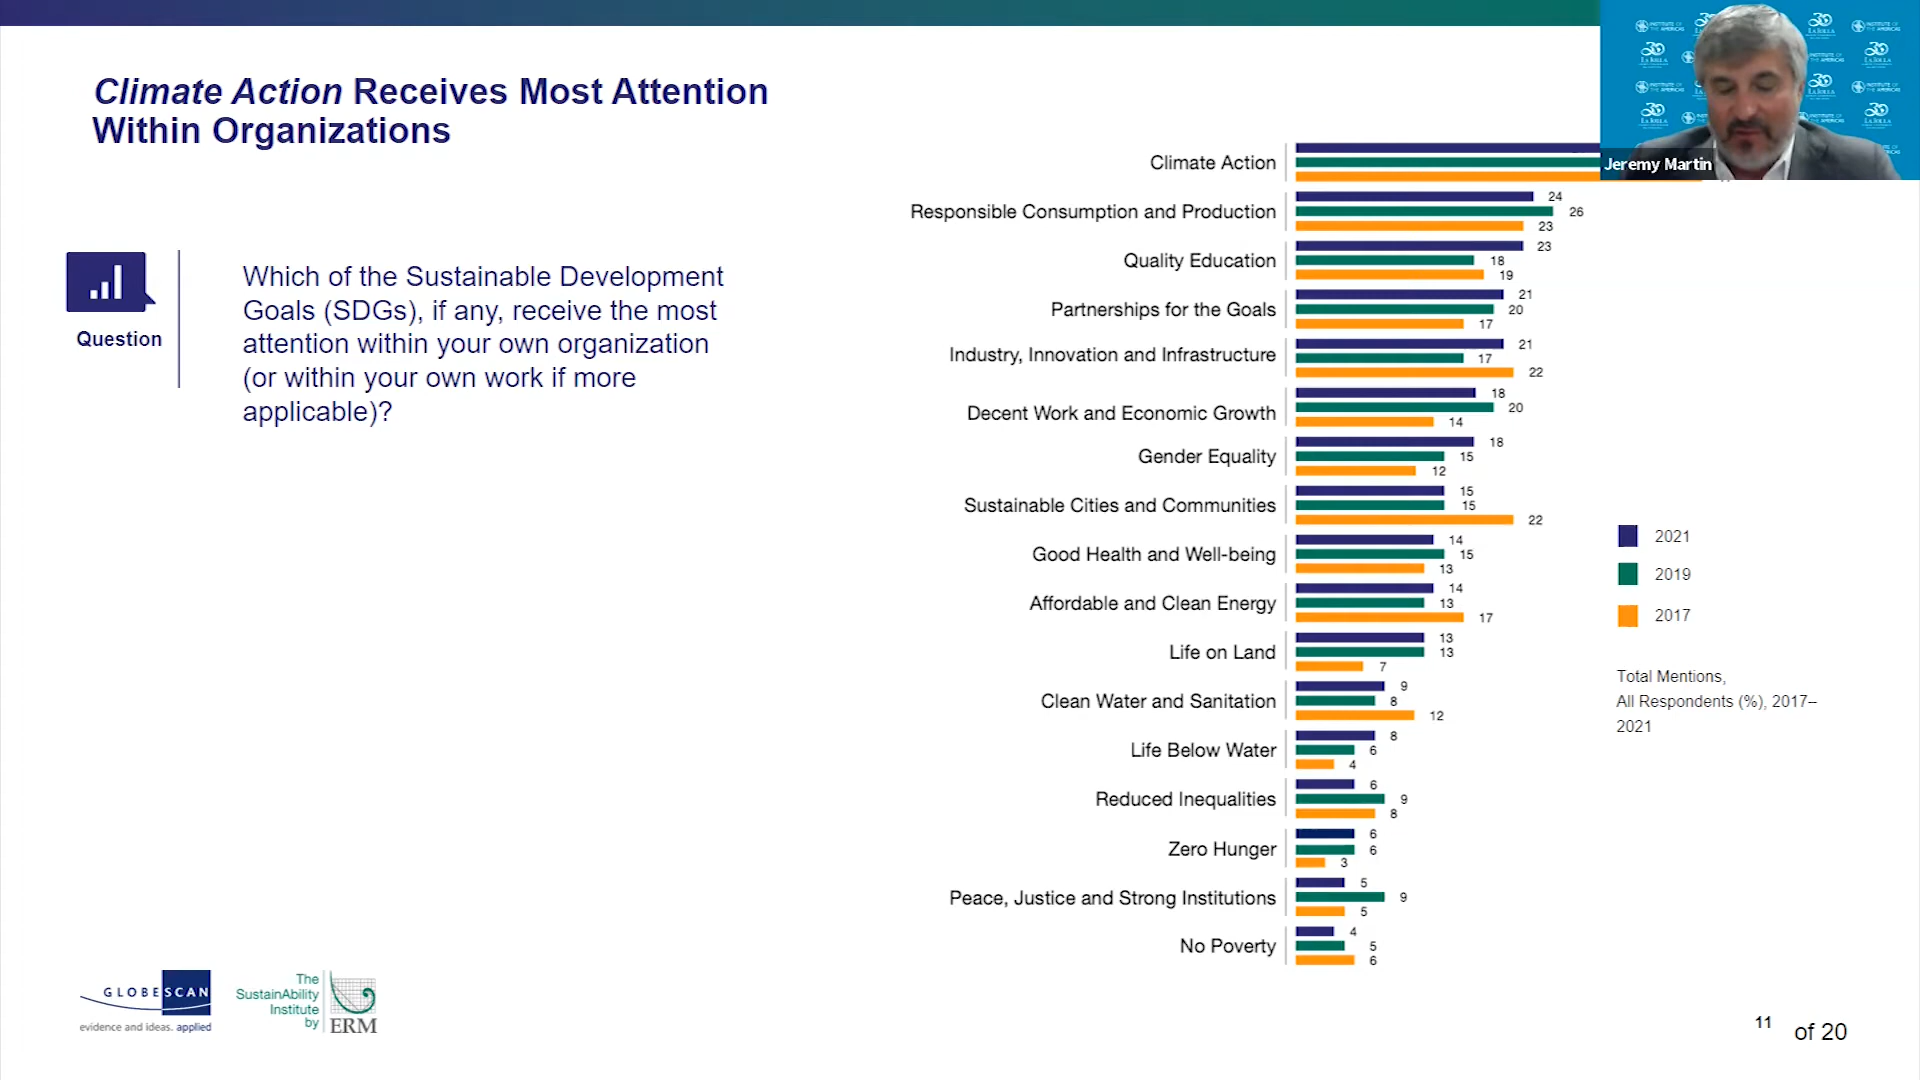 Climate Action Receives Most Attention
Within Organizations
Question
Which of the Sustainable Development
Goals (SDGs), if any, receive the most
attention within your own organization
(or within your own work if more
applicable)?
Climate Action
Responsible Consumption and Production
24
26
23
Quality Education
23
18
19
Partnerships for the Goals
21
20
17
Industry, Innovation and Infrastructure
21
17
22
Decent Work and Economic Growth
18
20
14
Gender Equality
18
15
12
Sustainable Cities and Communities
15
15
22
Good Health and Well-being
14
15
13
Affordable and Clean Energy
14
13
17
Life on Land
13
13
7
Clean Water and Sanitation
9
8
12
Life Below Water
8
6
4
Reduced Inequalities
6
9
8
Zero Hunger
6
6
3
Peace, Justice and Strong Institutions
5
9
5
No Poverty
4
5
6
2021
2019
2017
Total Mentions,
All Respondents (%), 2017–
2021
Jeremy Martin
GLOBESCAN
evidence and ideas. applied
The
SustainAbility
Institute
by
ERM
11
of 20